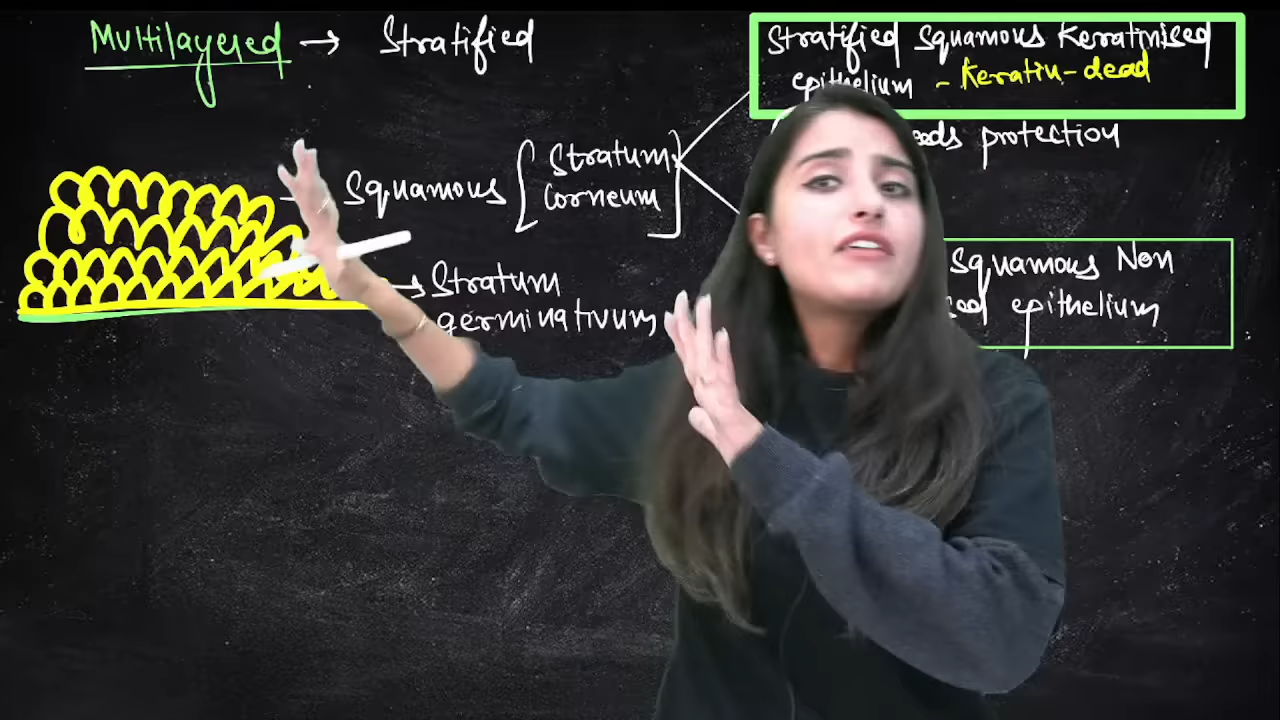 Multilayered → Stratified
Stratified Squamous Keratinised
epithelium - Keratin-dead
protection
Squamous [ Stratum
Corneum ]
→ Stratum
germinativum
Squamous Non
epithelium